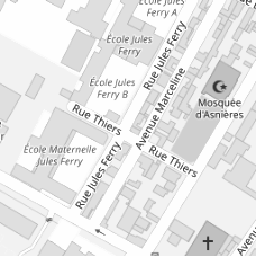 École Jules
Ferry A
École Jules
Ferry
Rue Jules Ferry
École Jules
Ferry B
Avenue Marceline
Mosquée
d'Asnières
Rue Thiers
Rue Thiers
École Maternelle
Jules Ferry
Rue Jules Ferry
Avenue